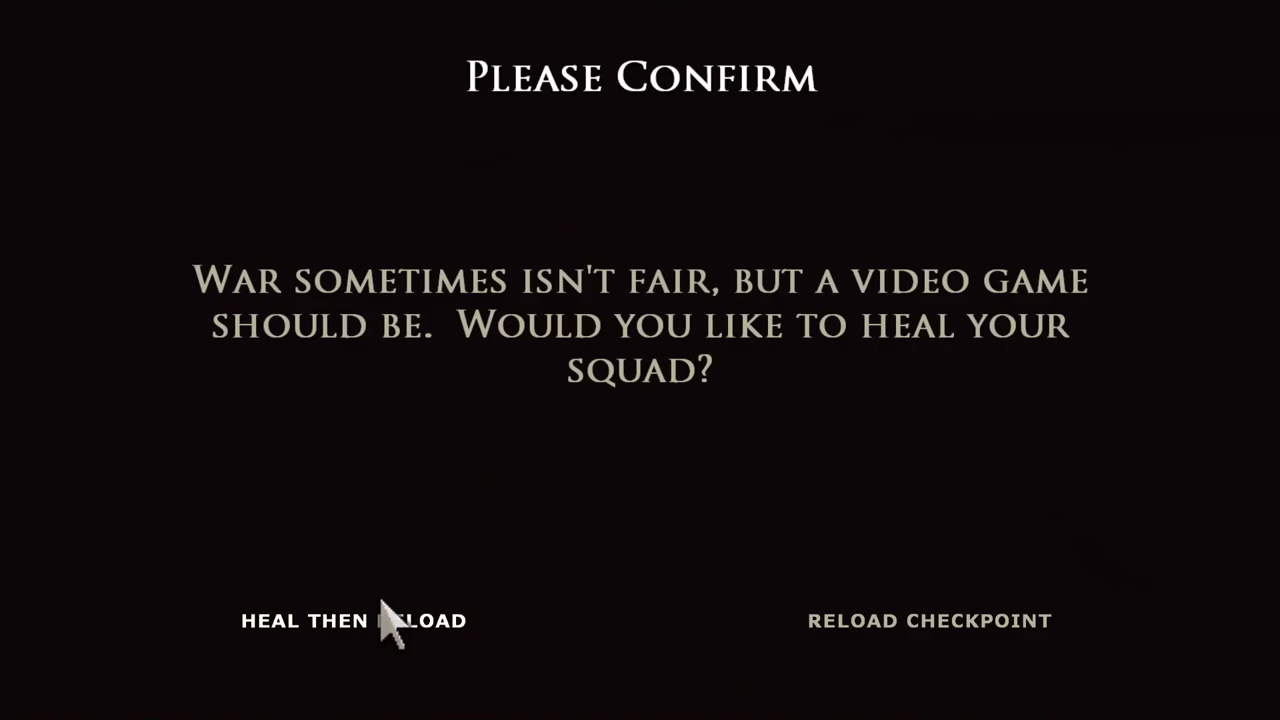 Please Confirm
War sometimes isn't fair, but a video game
should be.  Would you like to heal your
squad?
HEAL THEN RELOAD
RELOAD CHECKPOINT